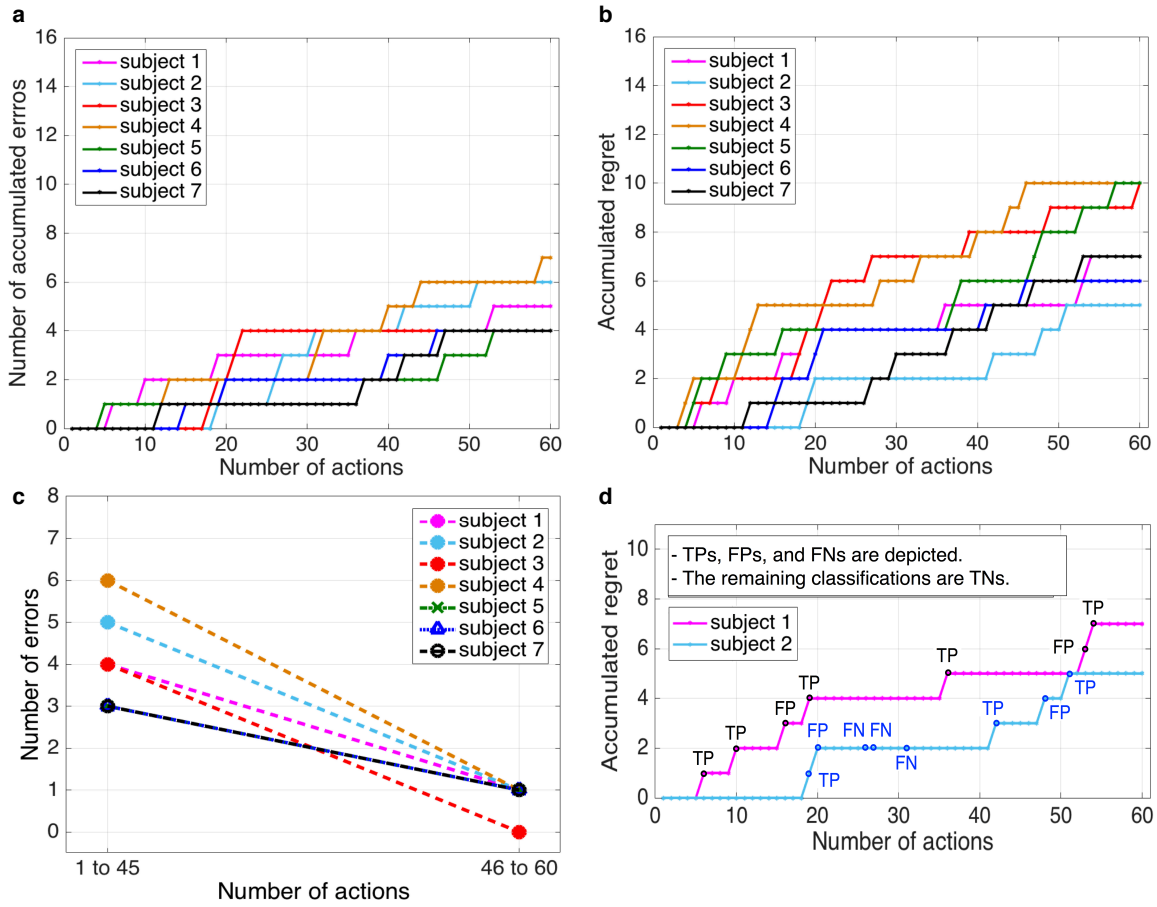 a
16
14
12
10
8
6
4
2
0
Number of accumulated erros
subject 1
subject 2
subject 3
subject 4
subject 5
subject 6
subject 7
0 10 20 30 40 50 60
Number of actions
b
16
14
12
10
8
6
4
2
0
Accumulated regret
subject 1
subject 2
subject 3
subject 4
subject 5
subject 6
subject 7
0 10 20 30 40 50 60
Number of actions
c
8
7
6
5
4
3
2
1
0
Number of errors
subject 1
subject 2
subject 3
subject 4
subject 5
subject 6
subject 7
1 to 45 46 to 60
Number of actions
d
10
8
6
4
2
0
Accumulated regret
- TPs, FPs, and FNs are depicted.
- The remaining classifications are TNs.
subject 1
subject 2
TP
TP
FP
TP
TP
FP
TP
TP
FP
FN FN
FN
TP
FP
TP
0 10 20 30 40 50 60
Number of actions